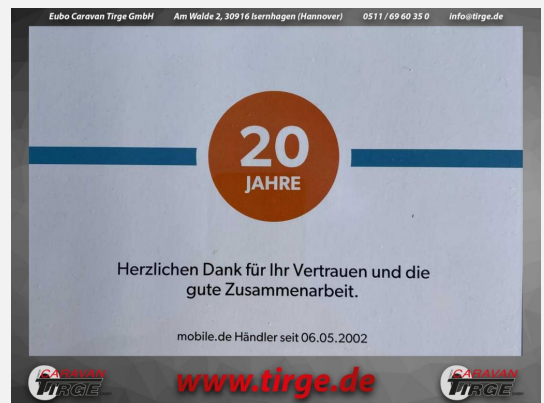 Eubo Caravan Tirge GmbH Am Walde 2, 30916 Isernhagen (Hannover) 0511 / 69 60 35 0 info@tirge.de
20
JAHRE
Herzlichen Dank für Ihr Vertrauen und die
gute Zusammenarbeit.
mobile.de Händler seit 06.05.2002
CARAVAN
TIRGE
www.tirge.de
CARAVAN
TIRGE